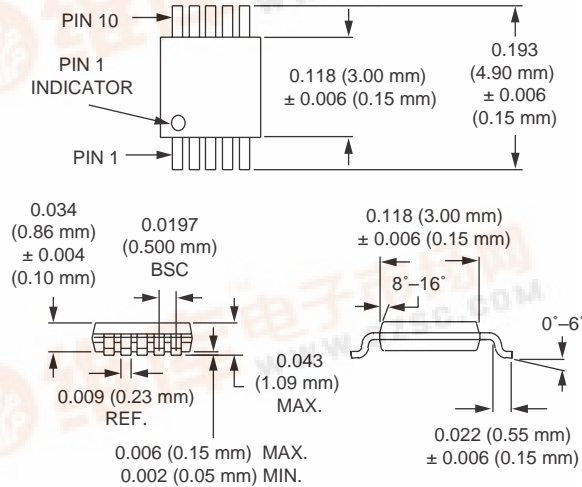 PIN 10
PIN 1
INDICATOR
PIN 1
0.118 (3.00 mm)
± 0.006 (0.15 mm)
0.193
(4.90 mm)
± 0.006
(0.15 mm)
0.034
(0.86 mm)
± 0.004
(0.10 mm)
0.0197
(0.500 mm)
BSC
0.009 (0.23 mm)
REF.
0.043
(1.09 mm)
MAX.
0.006 (0.15 mm) MAX.
0.002 (0.05 mm) MIN.
0.118 (3.00 mm)
± 0.006 (0.15 mm)
8°–16°
0°–6°
0.022 (0.55 mm)
± 0.006 (0.15 mm)